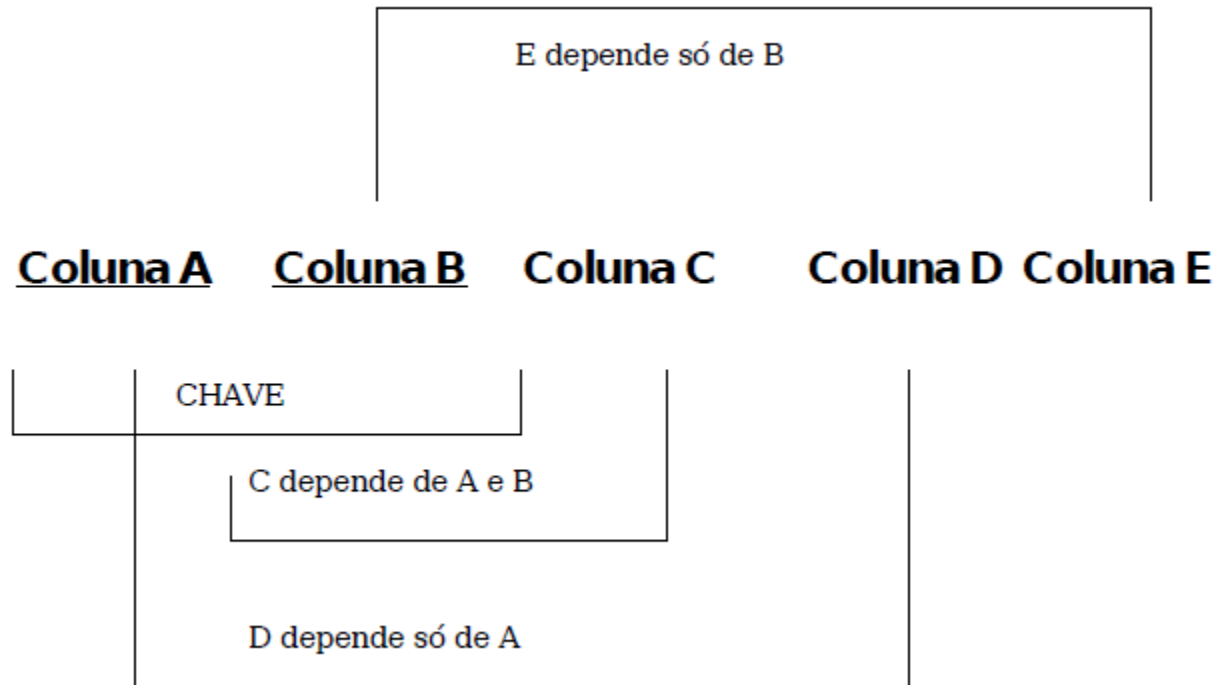 E depende só de B
Coluna A Coluna B Coluna C Coluna D Coluna E
CHAVE
C depende de A e B
D depende só de A